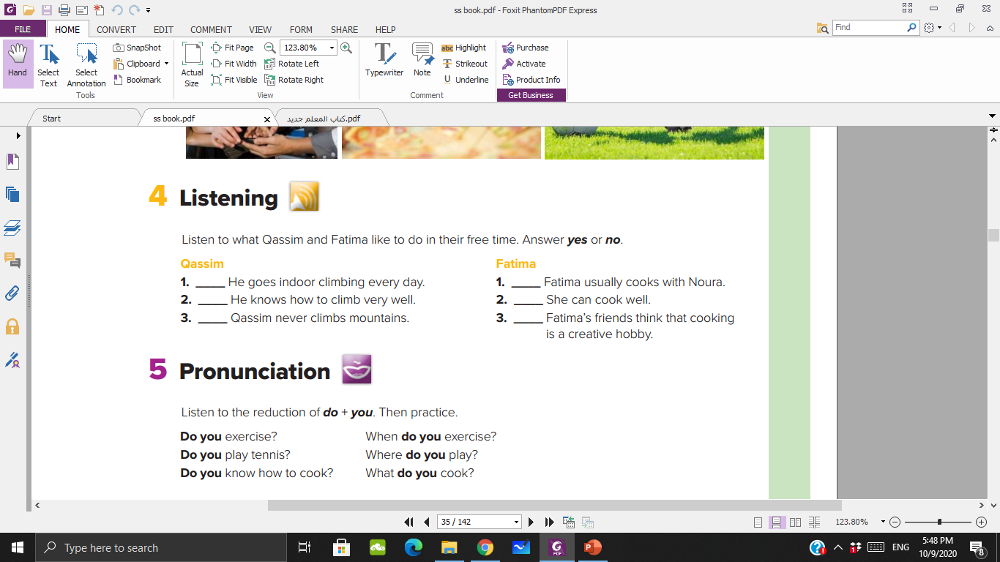 ss book.pdf - Foxit PhantomPDF Express
FILE HOME CONVERT EDIT COMMENT VIEW FORM SHARE HELP
Find
Hand
Select Text
Select Annotation
SnapShot
Clipboard
Bookmark
Tools
Actual Size
Fit Page
Fit Width
Fit Visible
123.80%
Rotate Left
Rotate Right
View
Typewriter
Note
abc Highlight
T Strikeout
U Underline
Comment
Purchase
Activate
Product Info
Get Business
Start
ss book.pdf
كتاب المعلم جديد.pdf
4 Listening
Listen to what Qassim and Fatima like to do in their free time. Answer yes or no.
Qassim
1. ____ He goes indoor climbing every day.
2. ____ He knows how to climb very well.
3. ____ Qassim never climbs mountains.
Fatima
1. ____ Fatima usually cooks with Noura.
2. ____ She can cook well.
3. ____ Fatima's friends think that cooking
is a creative hobby.
5 Pronunciation
Listen to the reduction of do + you. Then practice.
Do you exercise?
Do you play tennis?
Do you know how to cook?
When do you exercise?
Where do you play?
What do you cook?
35 / 142
123.80%
Type here to search
ENG
5:48 PM
10/9/2020
8